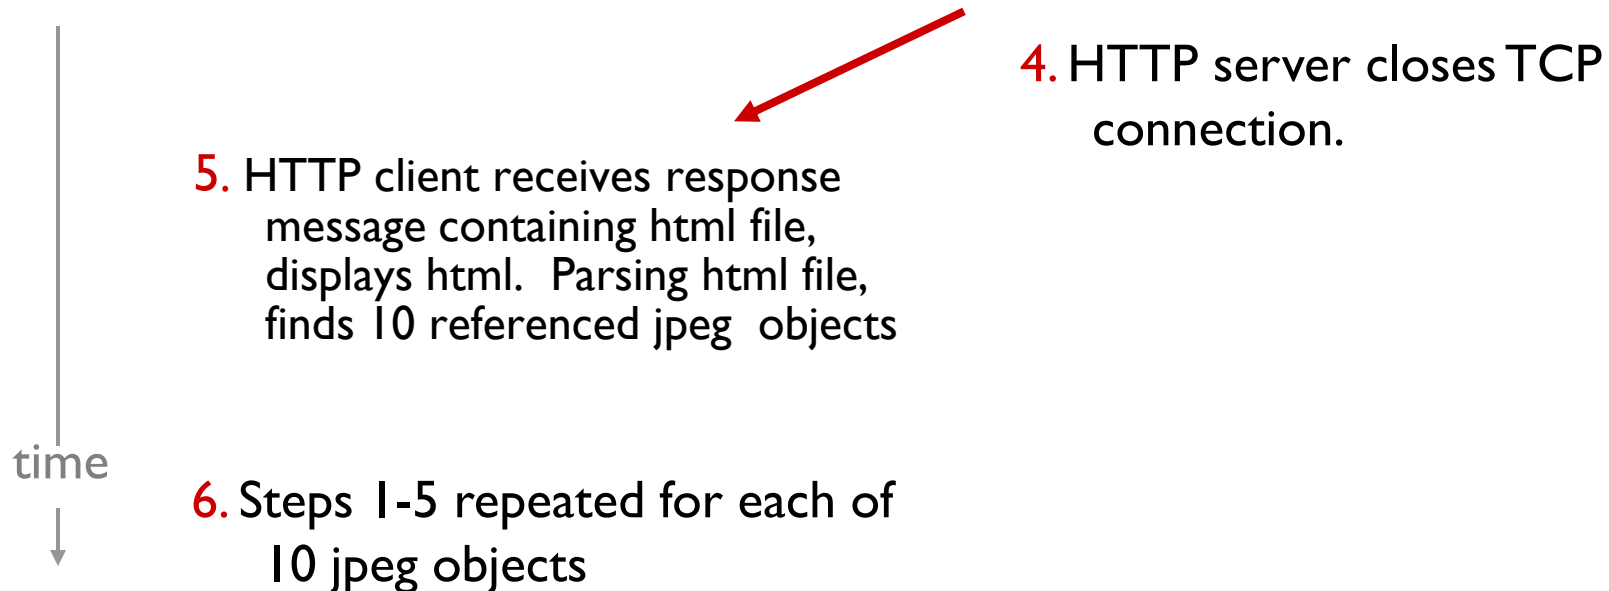 4. HTTP server closes TCP
connection.
5. HTTP client receives response
message containing html file,
displays html.  Parsing html file,
finds 10 referenced jpeg  objects
time
6. Steps 1-5 repeated for each of
10 jpeg objects